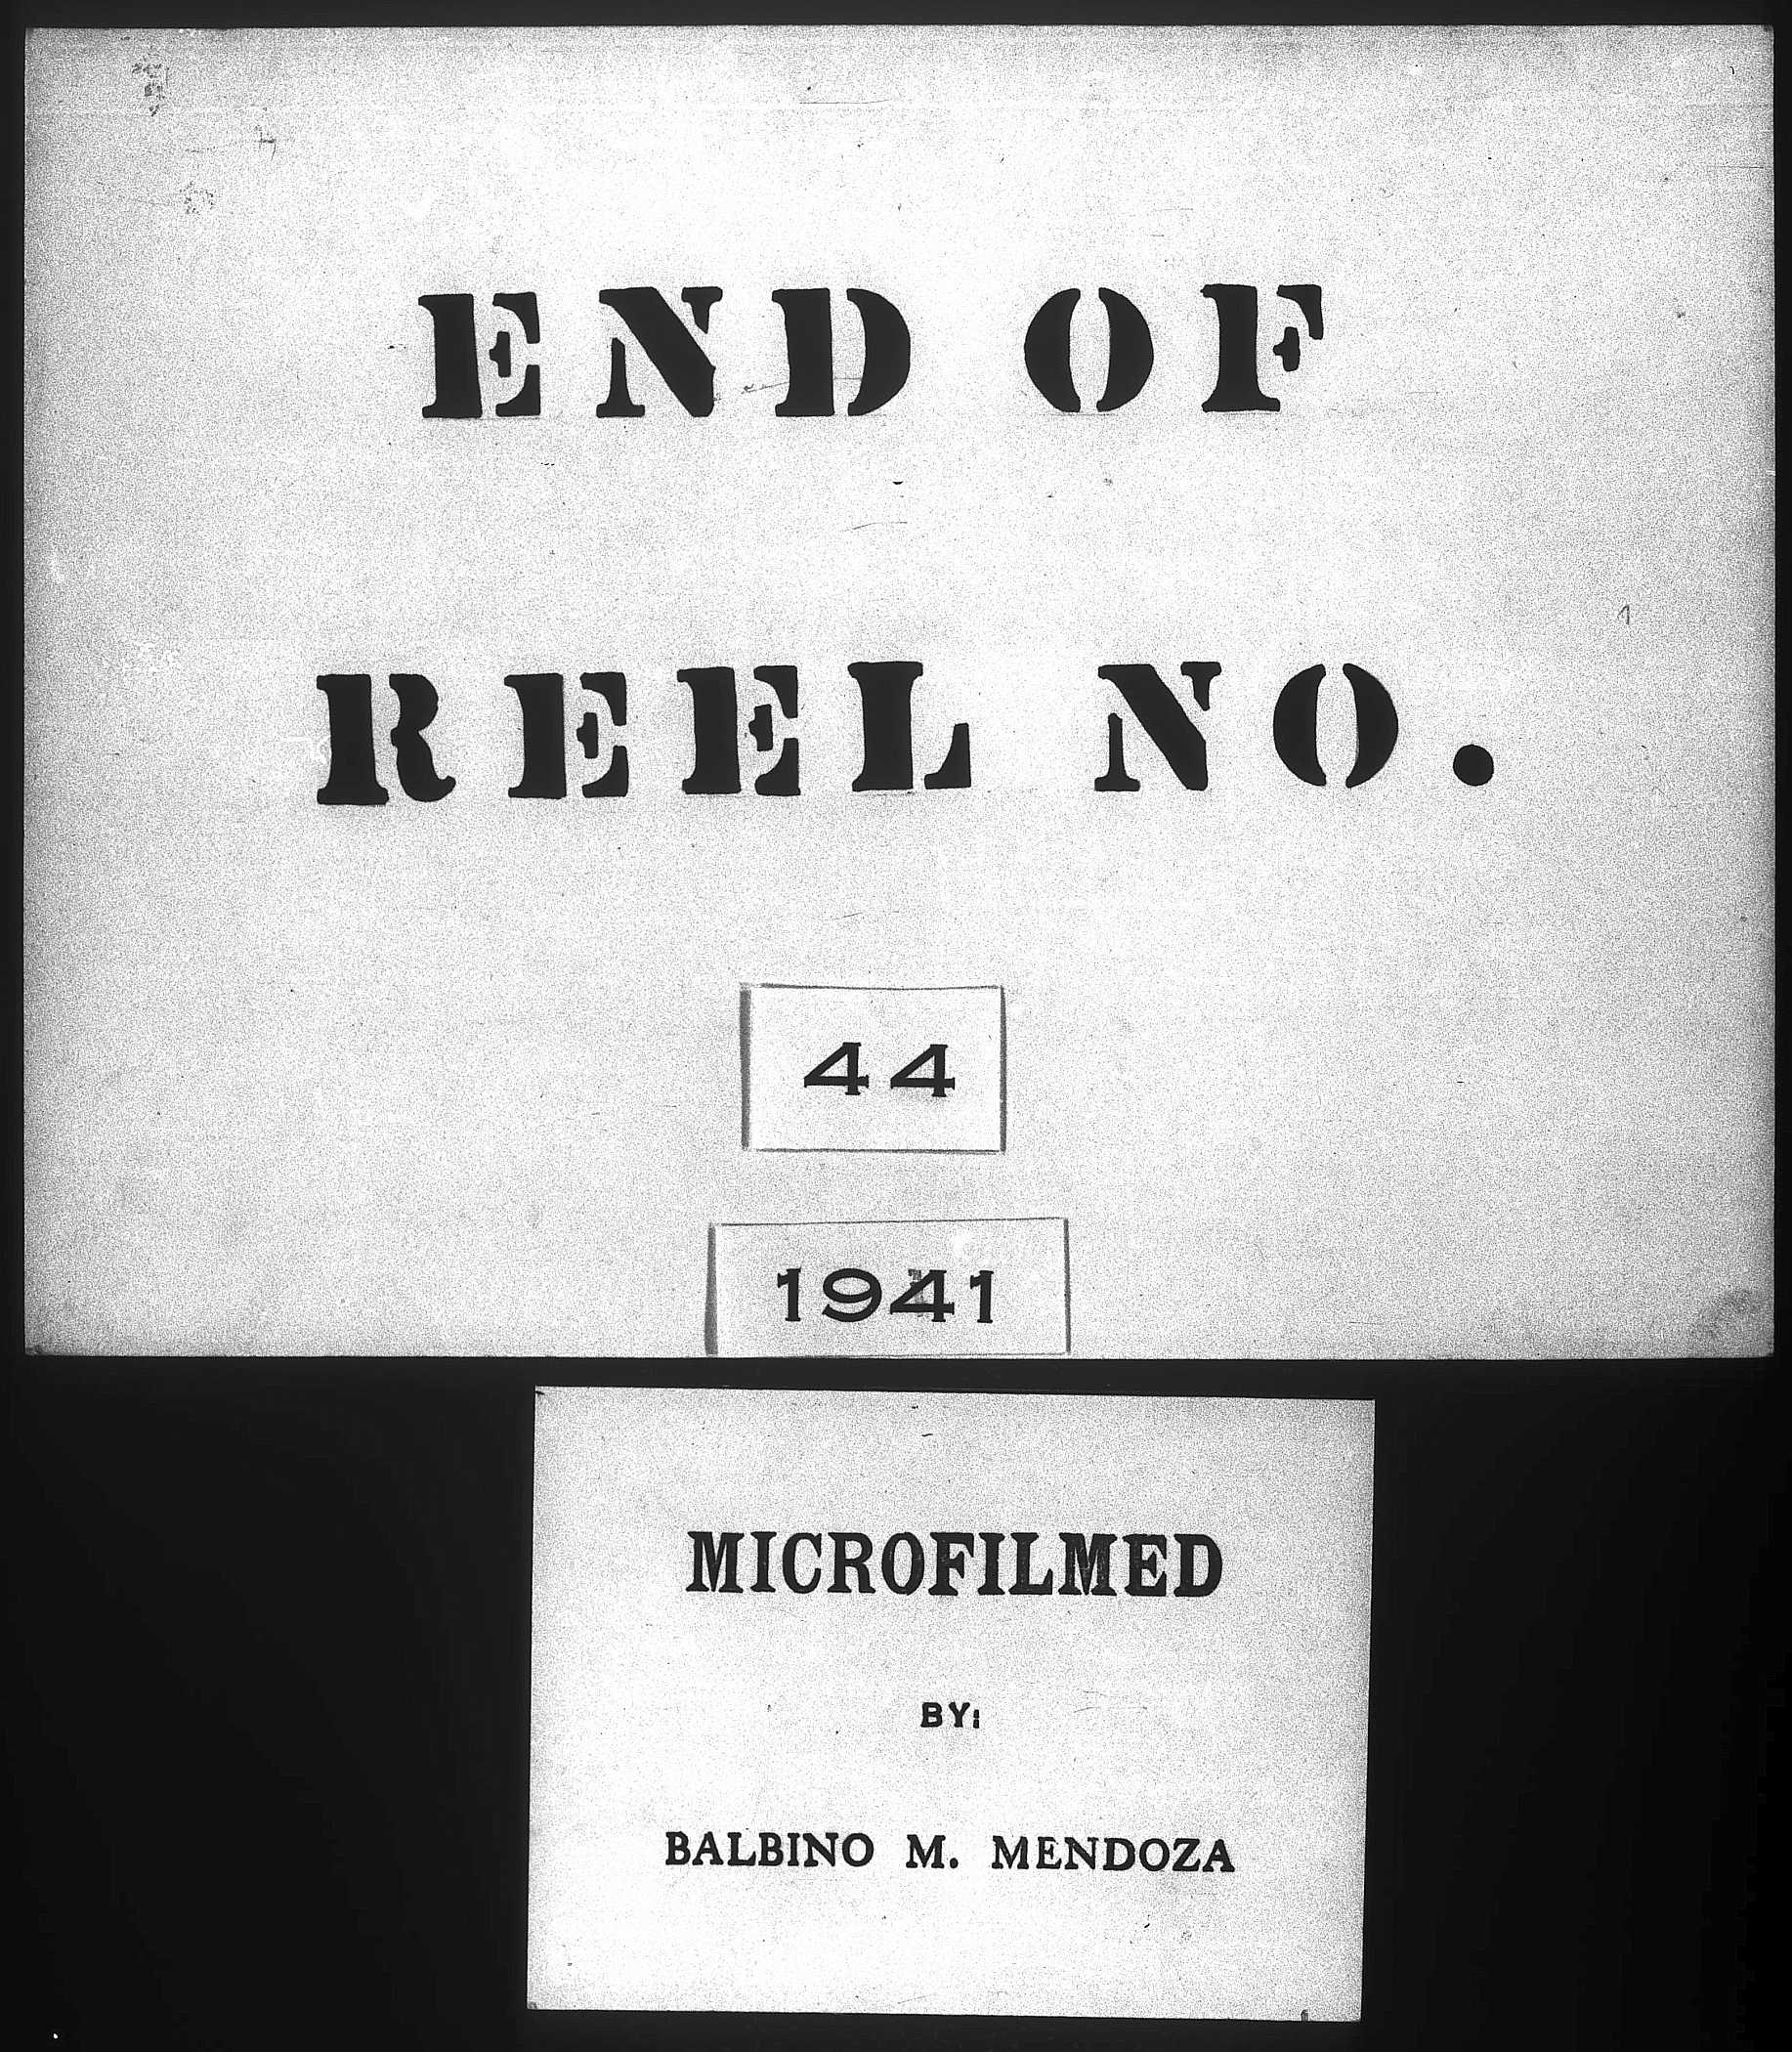 END OF
REEL NO.
44
1941
MICROFILMED
BY:
BALBINO M. MENDOZA